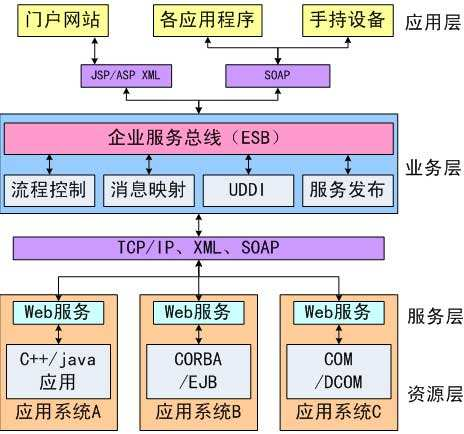 门户网站
各应用程序
手持设备
应用层
JSP/ASP XML
SOAP
企业服务总线（ESB）
流程控制
消息映射
UDDI
服务发布
业务层
TCP/IP、XML、SOAP
Web服务
Web服务
Web服务
服务层
C++/java
应用
CORBA
/EJB
COM
/DCOM
资源层
应用系统A
应用系统B
应用系统C